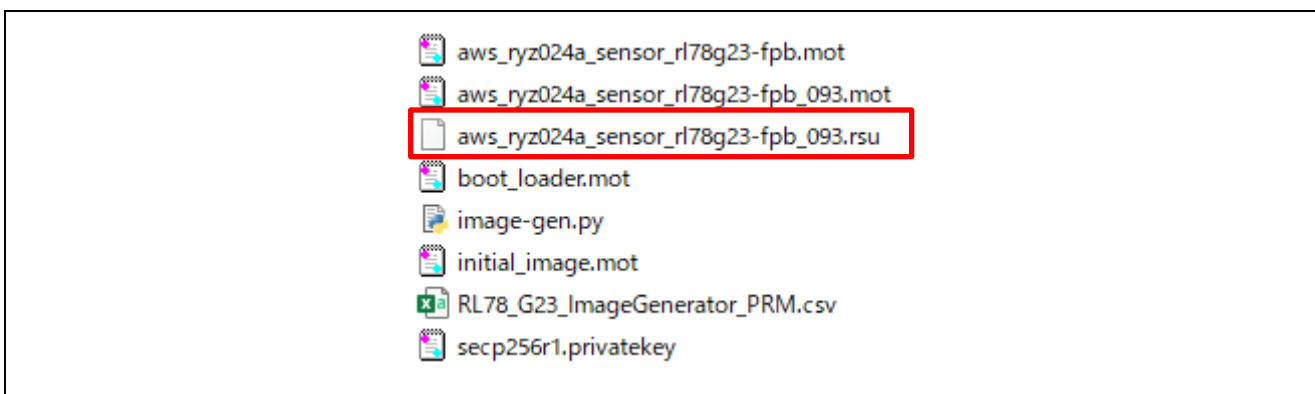 aws_ryz024a_sensor_rl78g23-fpb.mot
aws_ryz024a_sensor_rl78g23-fpb_093.mot
aws_ryz024a_sensor_rl78g23-fpb_093.rsu
boot_loader.mot
image-gen.py
initial_image.mot
RL78_G23_ImageGenerator_PRM.csv
secp256r1.privatekey